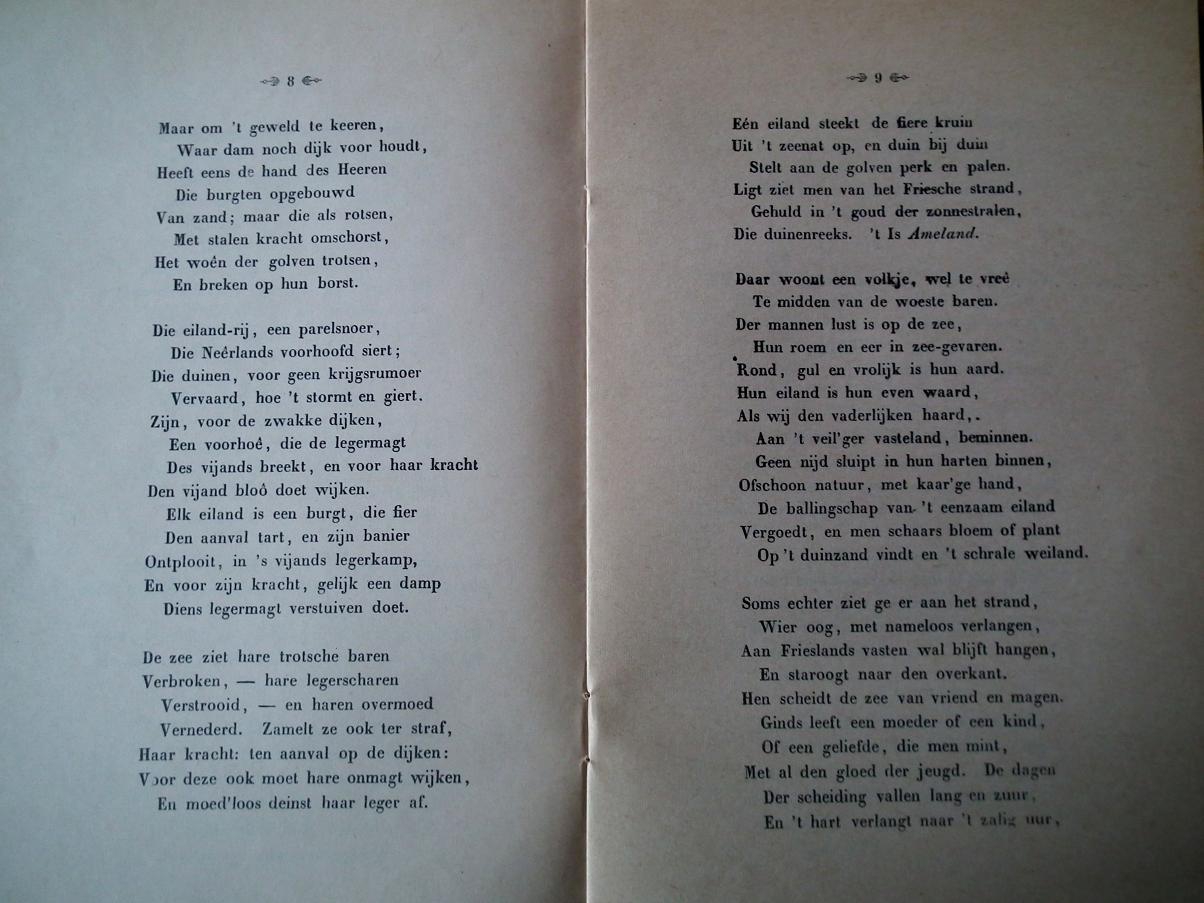 8
Maar om 't geweld te keeren,
Waar dam noch dijk voor houdt,
Heeft eens de hand des Heeren
Die burgten opgebouwd
Van zand; maar die als rotsen,
Met stalen kracht omschorst,
Het woên der golven trotsen,
En breken op hun borst.
Die eiland-rij, een parelsnoer,
Die Neêrlands voorhoofd siert;
Die duinen, voor geen krijgsrumoer
Vervaard, hoe 't stormt en giert.
Zijn, voor de zwakke dijken,
Een voorhoê, die de legermagt
Des vijands breekt, en voor haar kracht
Den vijand bloô doet wijken.
Elk eiland is een burgt, die fier
Den aanval tart, en zijn banier
Ontplooit, in 's vijands legerkamp,
En voor zijn kracht, gelijk een damp
Diens legermagt verstuiven doet.
De zee ziet hare trotsche baren
Verbroken, — hare legerscharen
Verstrooid, — en haren overmoed
Vernederd. Zamelt ze ook ter straf,
Haar kracht: ten aanval op de dijken:
Voor deze ook moet hare onmagt wijken,
En moed'loos deinst haar leger af.
9
Eén eiland steekt de fiere kruin
Uit 't zeenat op, en duin bij duin
Stelt aan de golven perk en palen.
Ligt ziet men van het Friesche strand,
Gehuld in 't goud der zonnestralen,
Die duinenreeks. 't Is Ameland.
Daar woont een volkje, wel te vreê
Te midden van de woeste baren.
Der mannen lust is op de zee,
Hun roem en eer in zee-gevaren.
Rond, gul en vrolijk is hun aard.
Hun eiland is hun even waard,
Als wij den vaderlijken haard,.
Aan 't veil'ger vasteland, beminnen.
Geen nijd sluipt in hun harten binnen,
Ofschoon natuur, met kaar'ge hand,
De ballingschap van 't eenzaam eiland
Vergoedt, en men schaars bloem of plant
Op 't duinzand vindt en 't schrale weiland.
Soms echter ziet ge er aan het strand,
Wier oog, met nameloos verlangen,
Aan Frieslands vasten wal blijft hangen,
En staroogt naar den overkant.
Hen scheidt de zee van vriend en magen.
Ginds leeft een moeder of een kind,
Of een geliefde, die men mint,
Met al den gloed der jeugd. De dagen
Der scheiding vallen lang en zuur,
En 't hart verlangt naar 't zalig uur,